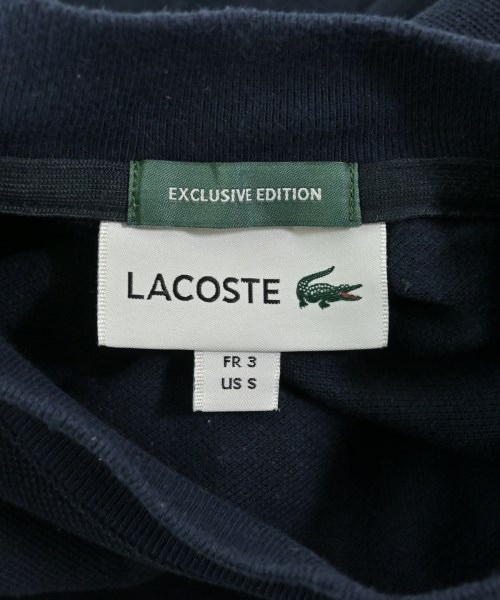 EXCLUSIVE EDITION
LACOSTE
FR 3
US S